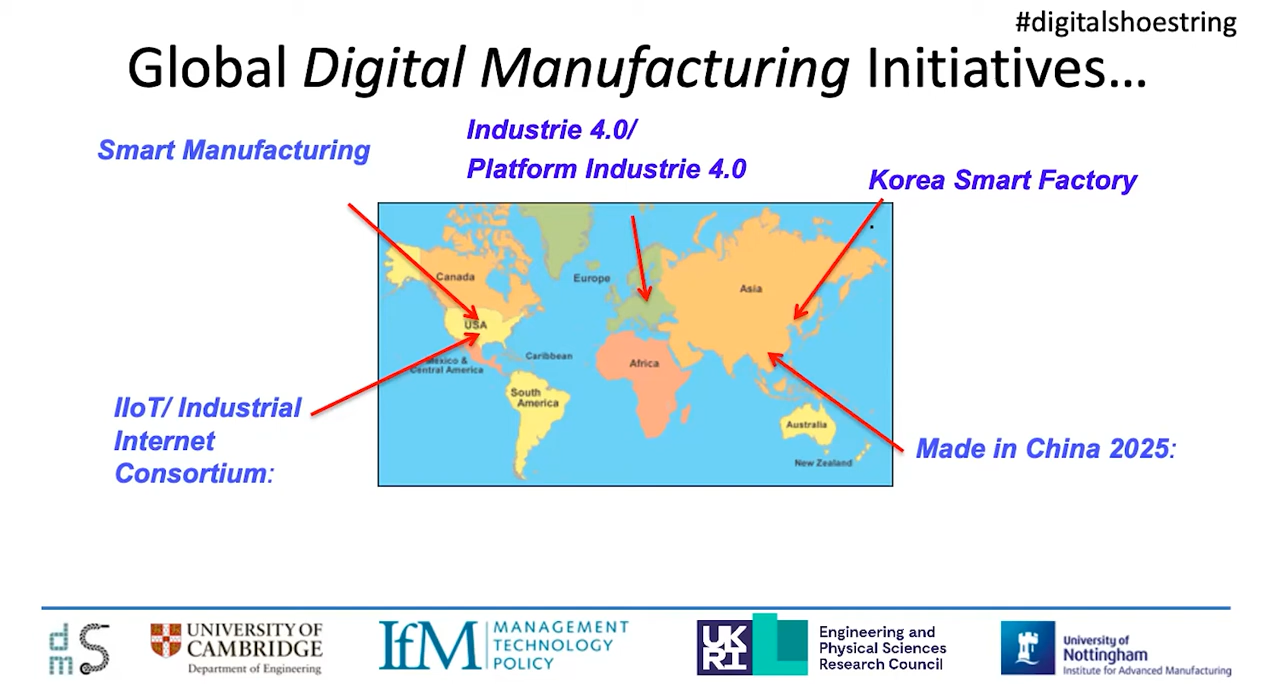 #digitalshoestring
Global Digital Manufacturing Initiatives…
Smart Manufacturing
Industrie 4.0/
Platform Industrie 4.0
Korea Smart Factory
Canada
Europe
Asia
USA
Mexico &
Central America
Caribbean
Africa
South
America
Australia
New Zealand
IIoT/ Industrial
Internet
Consortium:
Made in China 2025:
dmS
UNIVERSITY OF
CAMBRIDGE
Department of Engineering
IfM
MANAGEMENT
TECHNOLOGY
POLICY
UK
RI
Engineering and
Physical Sciences
Research Council
University of
Nottingham
Institute for Advanced Manufacturing